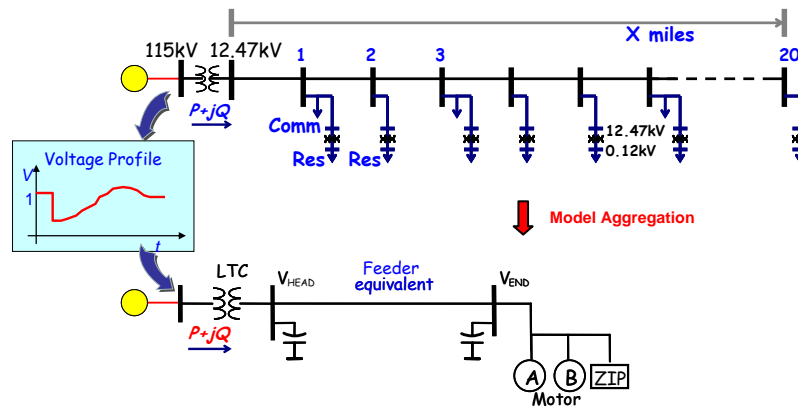 X miles
115kV 12.47kV 1 2 3 20
P+jQ
Comm
12.47kV
0.12kV
Res Res
Voltage Profile
V
1
t
Model Aggregation
LTC
VHEAD
Feeder
equivalent
VEND
P+jQ
A B ZIP
Motor